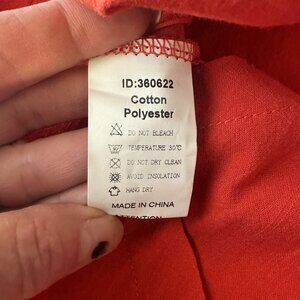 ID:360622
Cotton
Polyester
DO NOT BLEACH
TEMPERATURE 30℃
DO NOT DRY CLEAN
AVOID INSOLATION
HANG DRY
MADE IN CHINA
ATTENTION